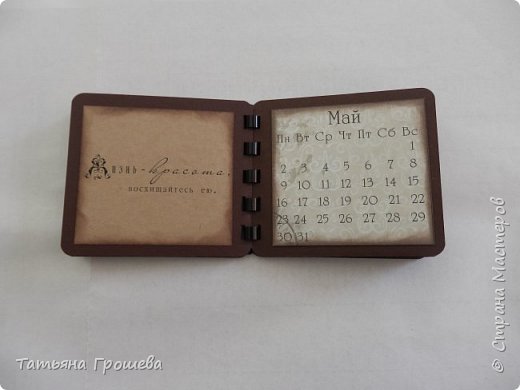 Жизнь - красота,
восхищайтесь ею.
Май
Пн Вт Ср Чт Пт Сб Вс
1
2 3 4 5 6 7 8
9 10 11 12 13 14 15
16 17 18 19 20 21 22
23 24 25 26 27 28 29
30 31
Татьяна Грошева
© Страна Мастеров